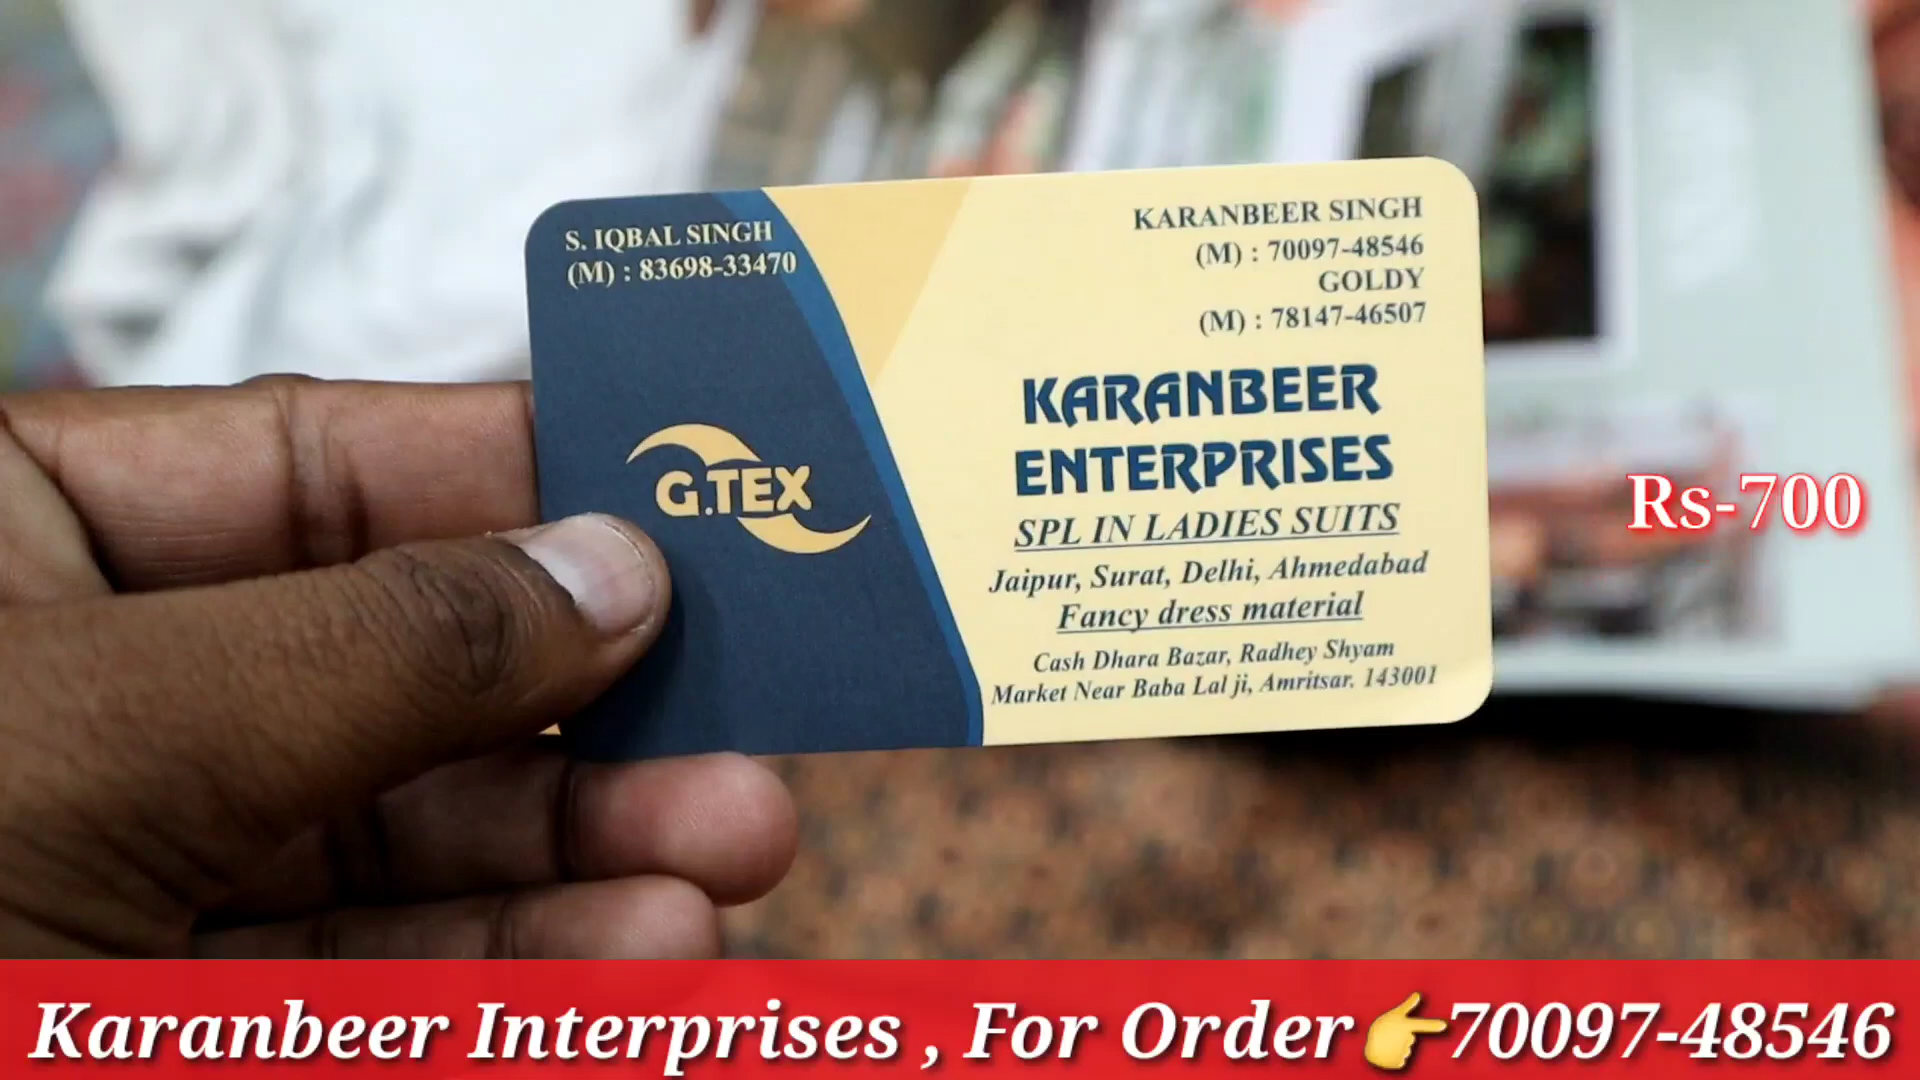 S. IQBAL SINGH
(M) : 83698-33470
KARANBEER SINGH
(M) : 70097-48546
GOLDY
(M) : 78147-46507
G.TEX
KARANBEER
ENTERPRISES
SPL IN LADIES SUITS
Jaipur, Surat, Delhi, Ahmedabad
Fancy dress material
Cash Dhara Bazar, Radhey Shyam
Market Near Baba Lal ji, Amritsar. 143001
Rs-700
Karanbeer Interprises , For Order👉70097-48546